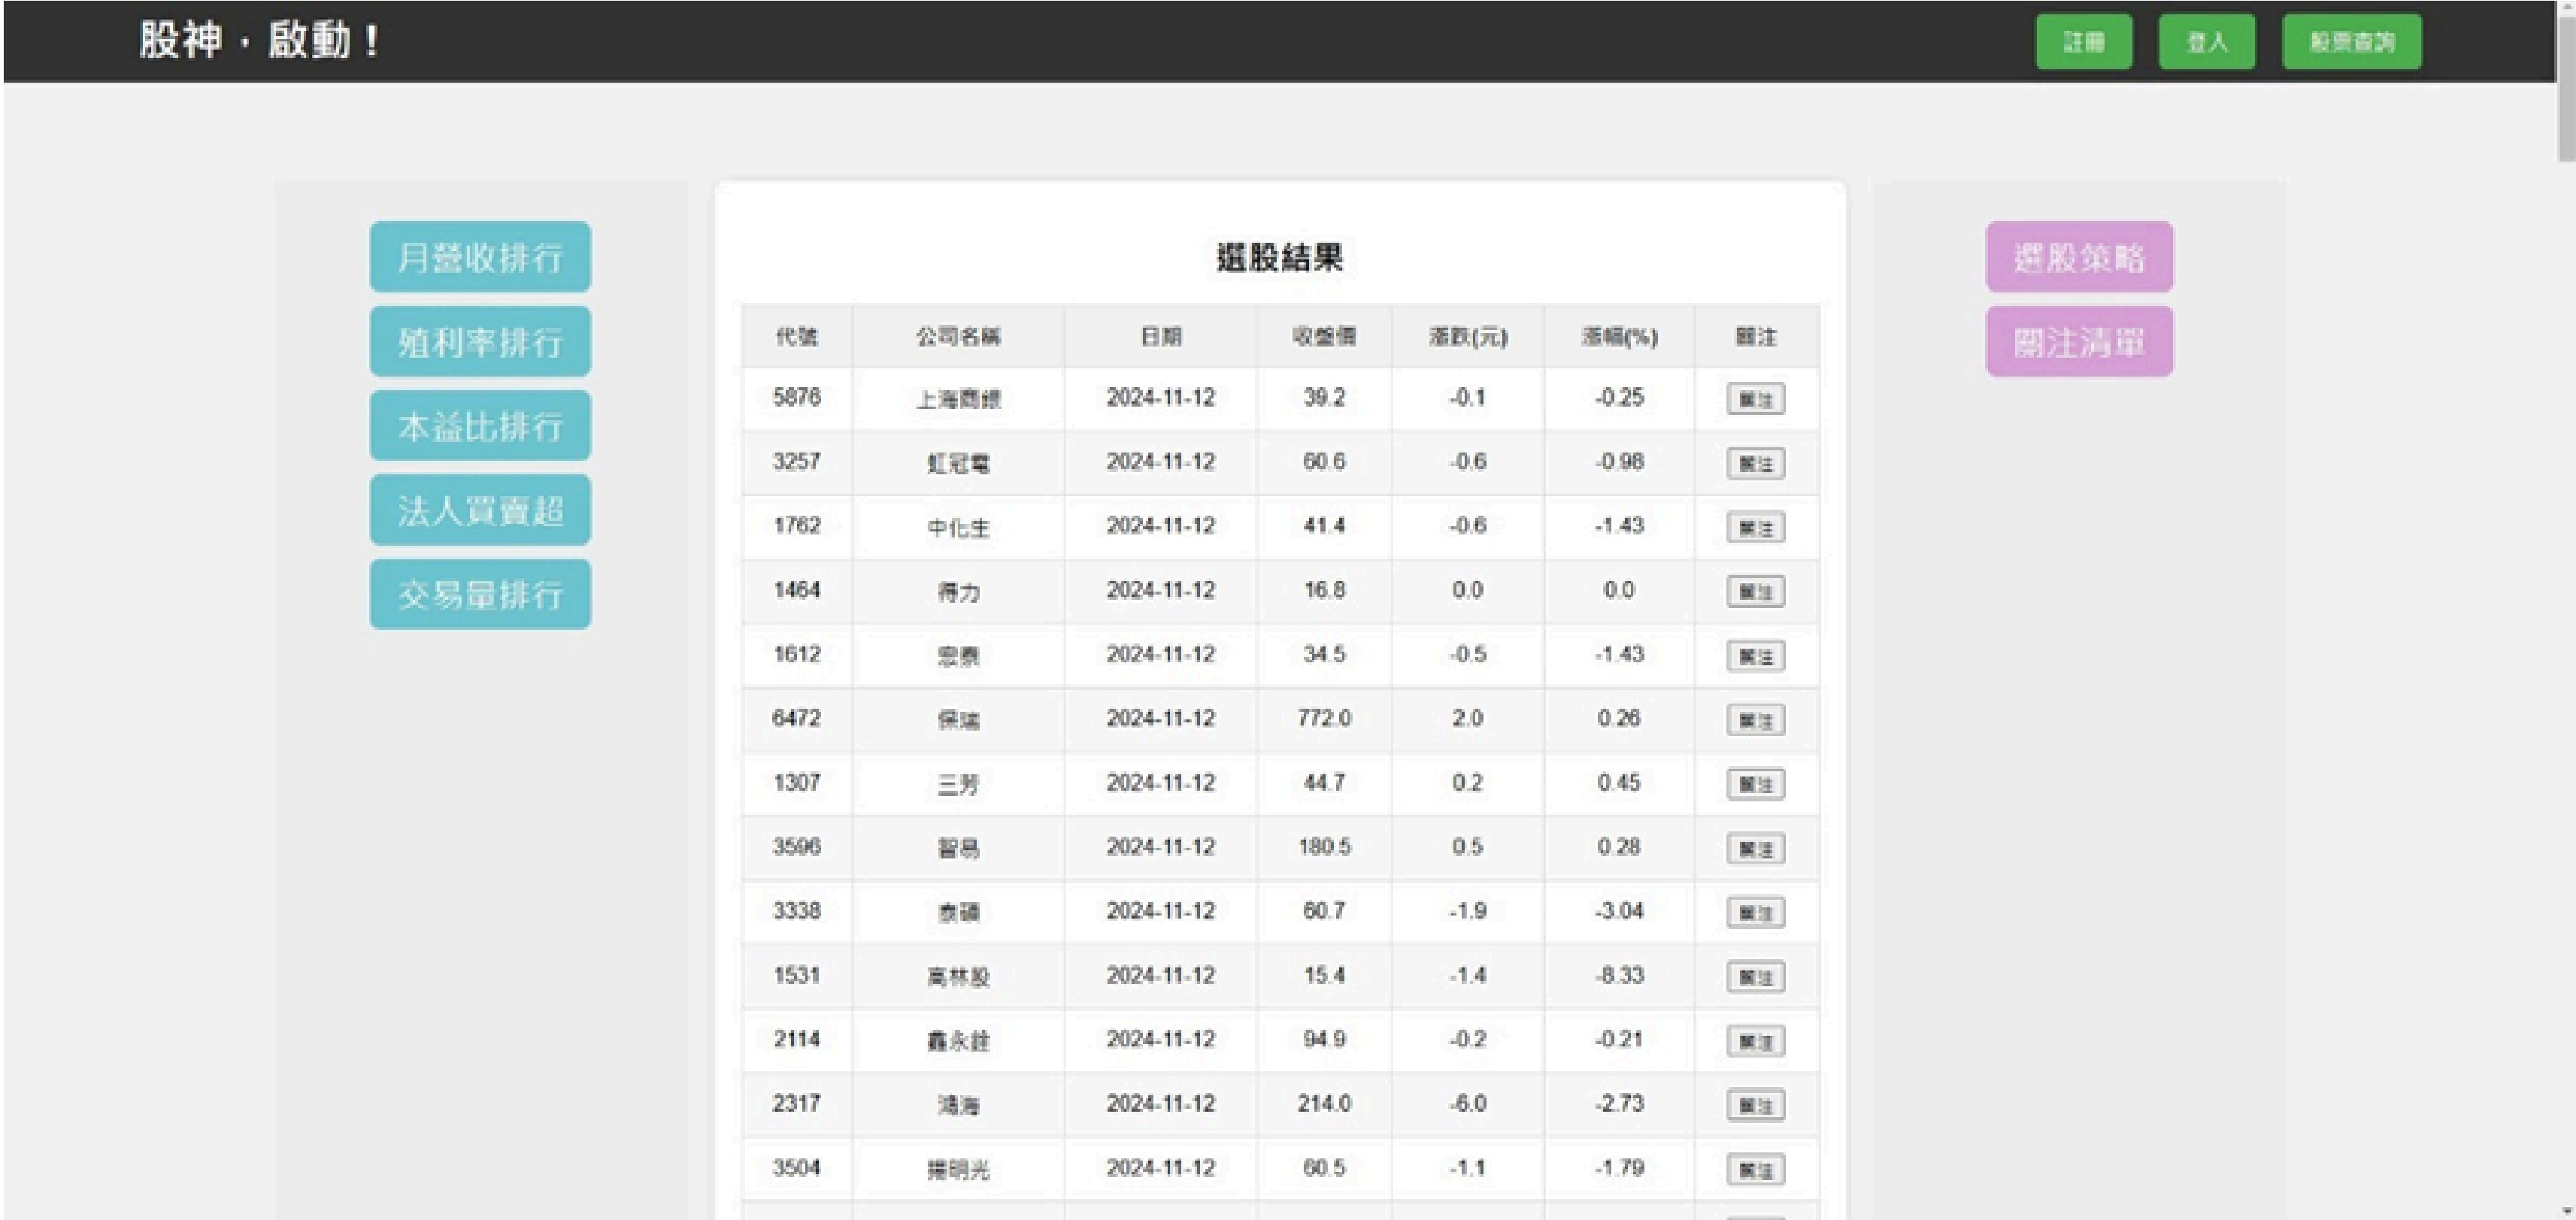 股神，啟動！
註冊 登入 股票查詢
月營收排行
殖利率排行
本益比排行
法人買賣超
交易量排行
選股結果
代號 公司名稱 日期 收盤價 漲跌(元) 漲幅(%) 關注
5876 上海商銀 2024-11-12 39.2 -0.1 -0.25 關注
3257 虹冠電 2024-11-12 60.6 -0.6 -0.98 關注
1762 中化生 2024-11-12 41.4 -0.6 -1.43 關注
1464 得力 2024-11-12 16.8 0.0 0.0 關注
1612 宏泰 2024-11-12 34.5 -0.5 -1.43 關注
6472 保瑞 2024-11-12 772.0 2.0 0.26 關注
1307 三芳 2024-11-12 44.7 0.2 0.45 關注
3596 智易 2024-11-12 180.5 0.5 0.28 關注
3338 泰碩 2024-11-12 60.7 -1.9 -3.04 關注
1531 高林股 2024-11-12 15.4 -1.4 -8.33 關注
2114 鑫永銓 2024-11-12 94.9 -0.2 -0.21 關注
2317 鴻海 2024-11-12 214.0 -6.0 -2.73 關注
3504 揚明光 2024-11-12 60.5 -1.1 -1.79 關注
選股策略
關注清單